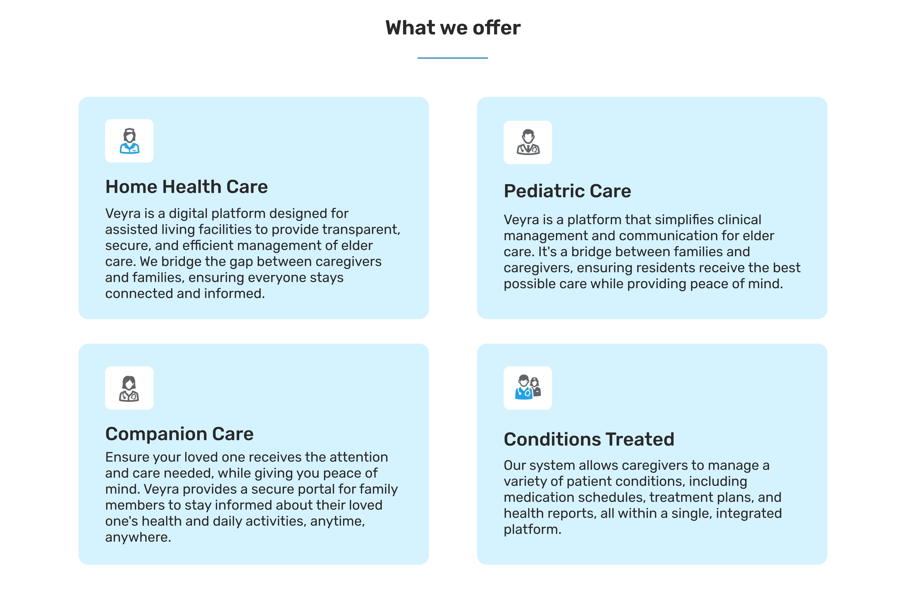 What we offer
Home Health Care
Veyra is a digital platform designed for
assisted living facilities to provide transparent,
secure, and efficient management of elder
care. We bridge the gap between caregivers
and families, ensuring everyone stays
connected and informed.
Pediatric Care
Veyra is a platform that simplifies clinical
management and communication for elder
care. It's a bridge between families and
caregivers, ensuring residents receive the best
possible care while providing peace of mind.
Companion Care
Ensure your loved one receives the attention
and care needed, while giving you peace of
mind. Veyra provides a secure portal for family
members to stay informed about their loved
one's health and daily activities, anytime,
anywhere.
Conditions Treated
Our system allows caregivers to manage a
variety of patient conditions, including
medication schedules, treatment plans, and
health reports, all within a single, integrated
platform.